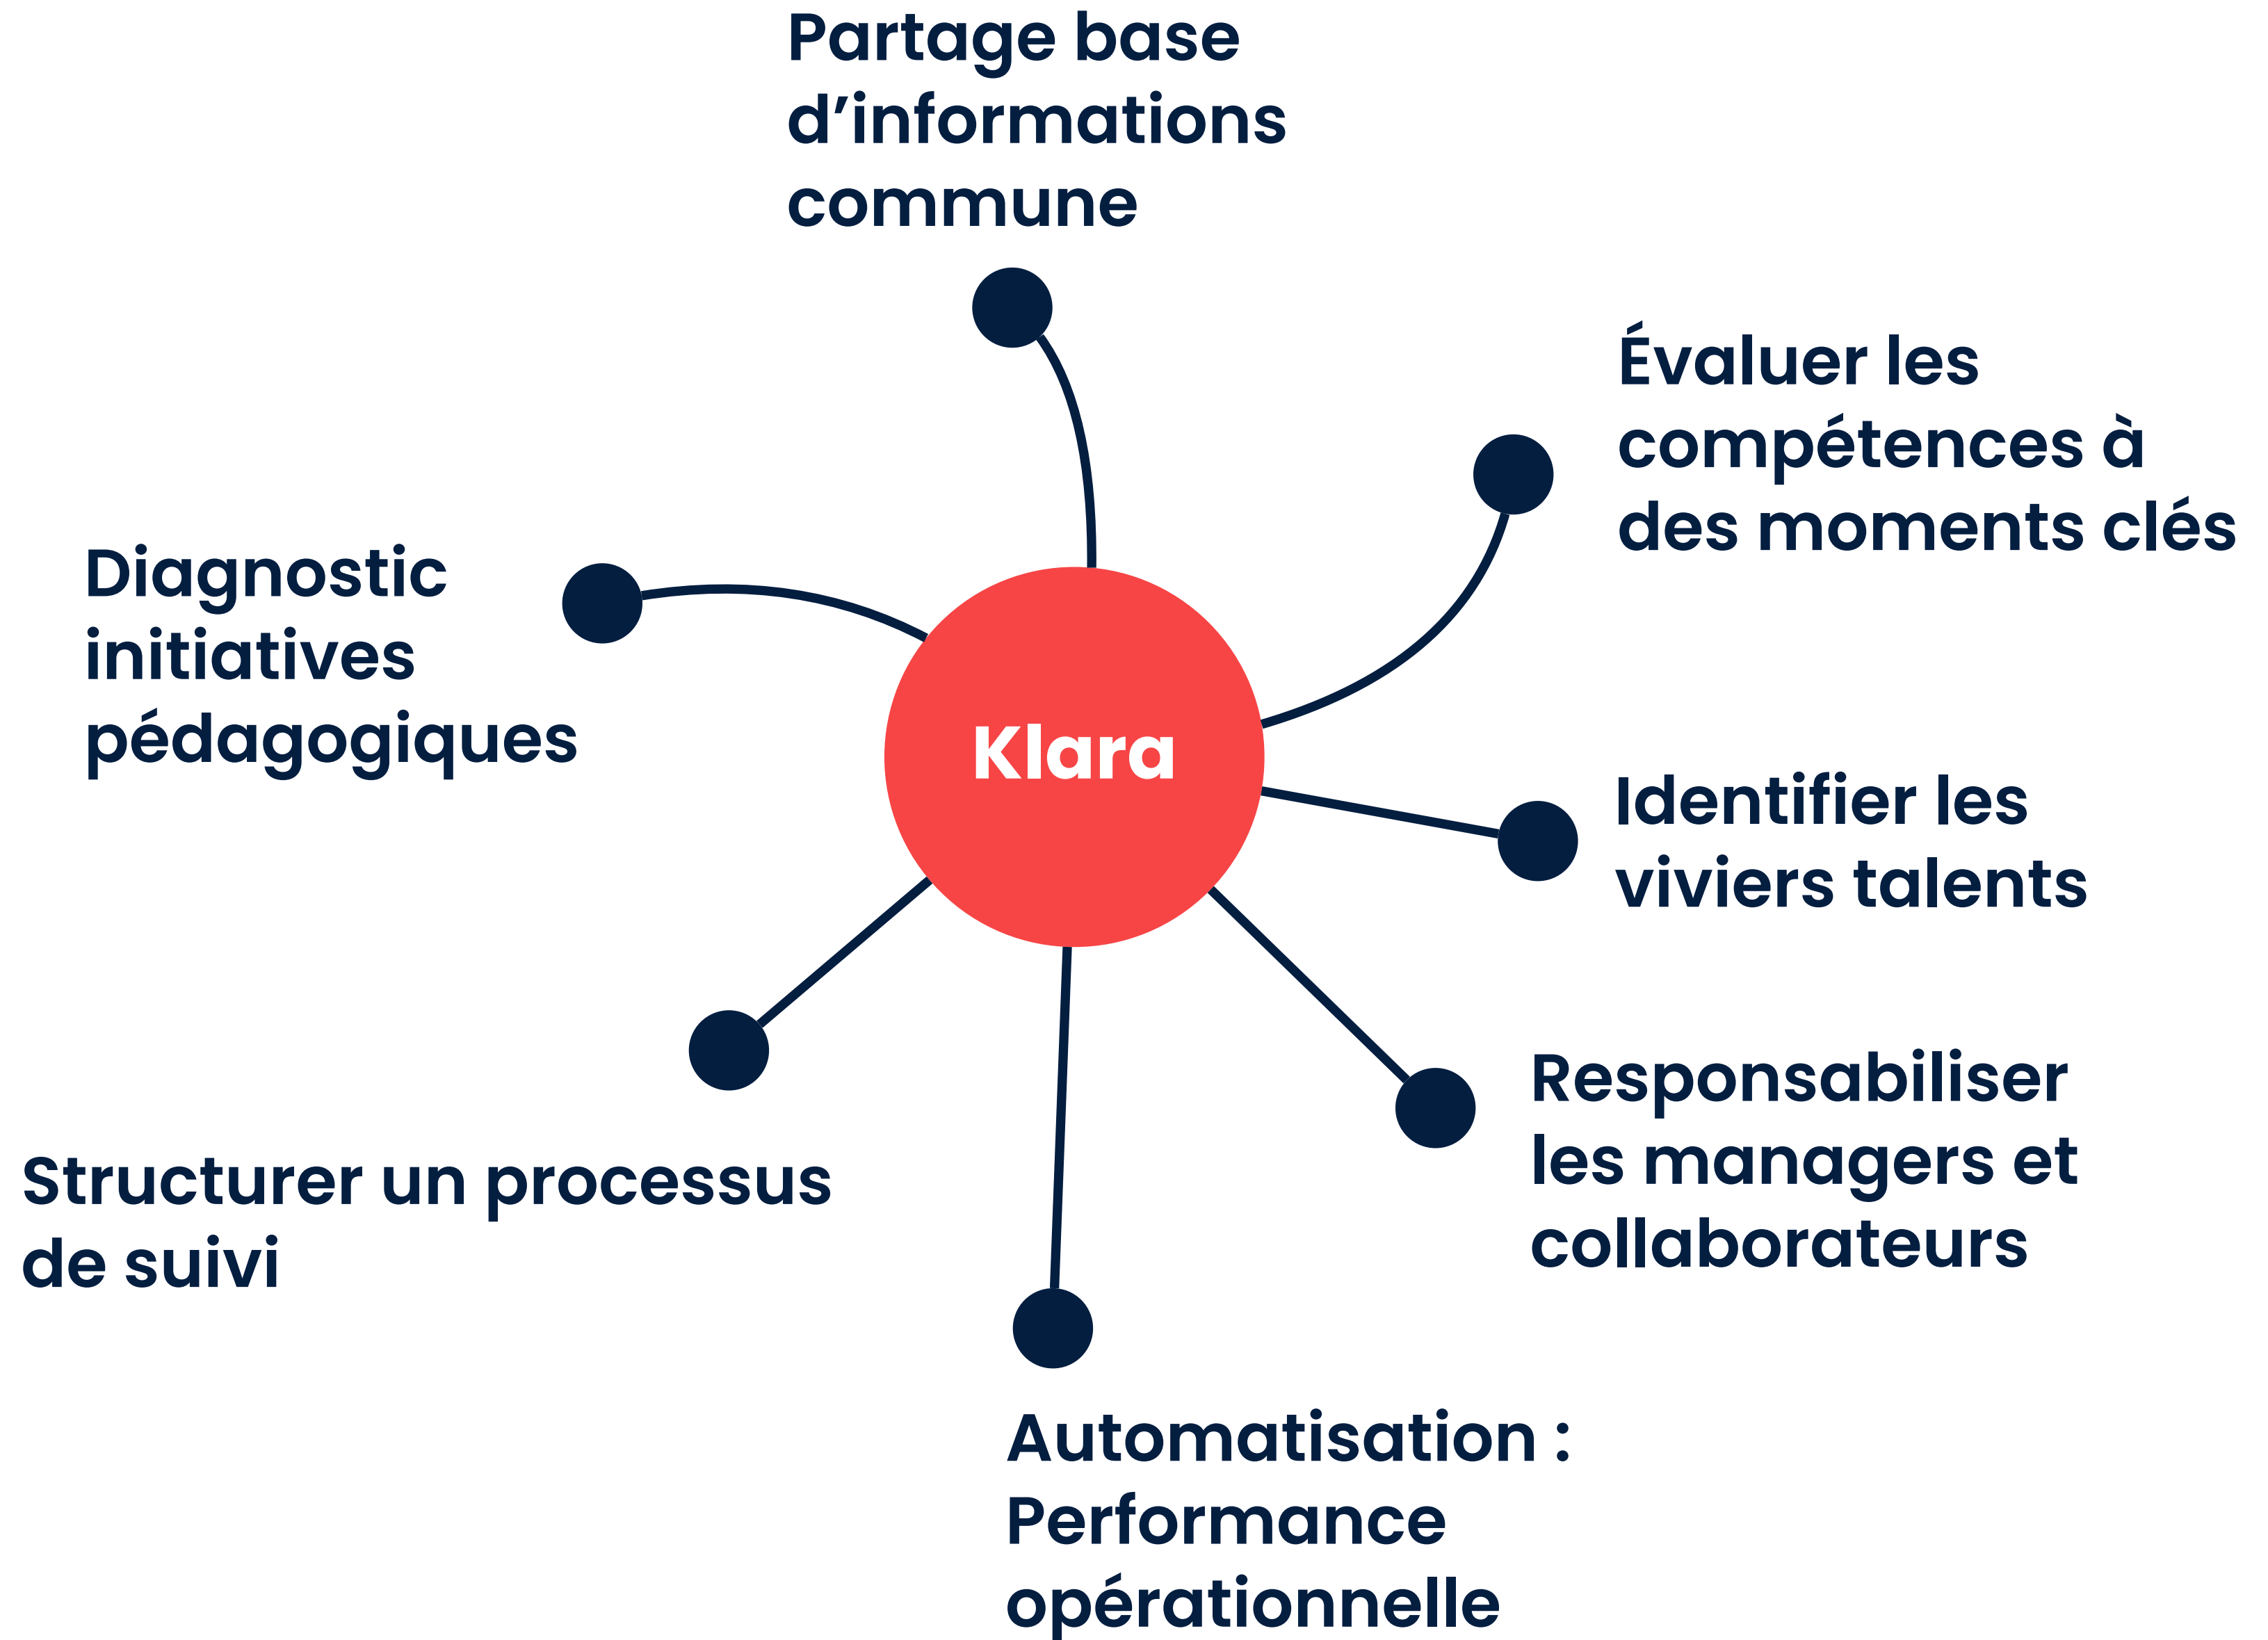 Partage base
d’informations
commune
Évaluer les
compétences à
des moments clés
Diagnostic
initiatives
pédagogiques
Klara
Identifier les
viviers talents
Responsabiliser
les managers et
collaborateurs
Structurer un processus
de suivi
Automatisation :
Performance
opérationnelle